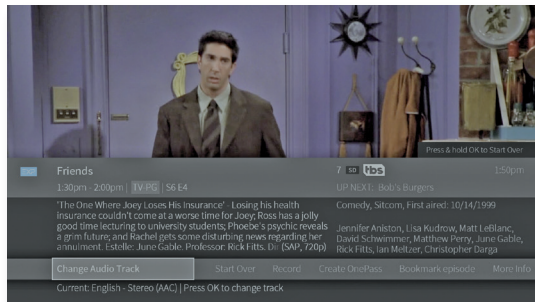 Press & hold OK to Start Over
Friends
7 SD tbs 1:50pm
1:30pm - 2:00pm | TV-PG | S6 E4
UP NEXT: Bob's Burgers
'The One Where Joey Loses His Insurance' - Losing his health
insurance couldn't come at a worse time for Joey; Ross has a jolly
good time lecturing to university students; Phoebe's psychic reveals
a grim future; and Rachel gets some disturbing news regarding her
annulment. Estelle: June Gable. Professor: Rick Fitts. Dir (SAP, 720p)
Comedy, Sitcom, First aired: 10/14/1999
Jennifer Aniston, Lisa Kudrow, Matt LeBlanc,
David Schwimmer, Matthew Perry, June Gable,
Rick Fitts, Ian Meltzer, Christopher Darga
Change Audio Track Start Over Record Create OnePass Bookmark episode More Info
Current: English - Stereo (AAC) | Press OK to change track